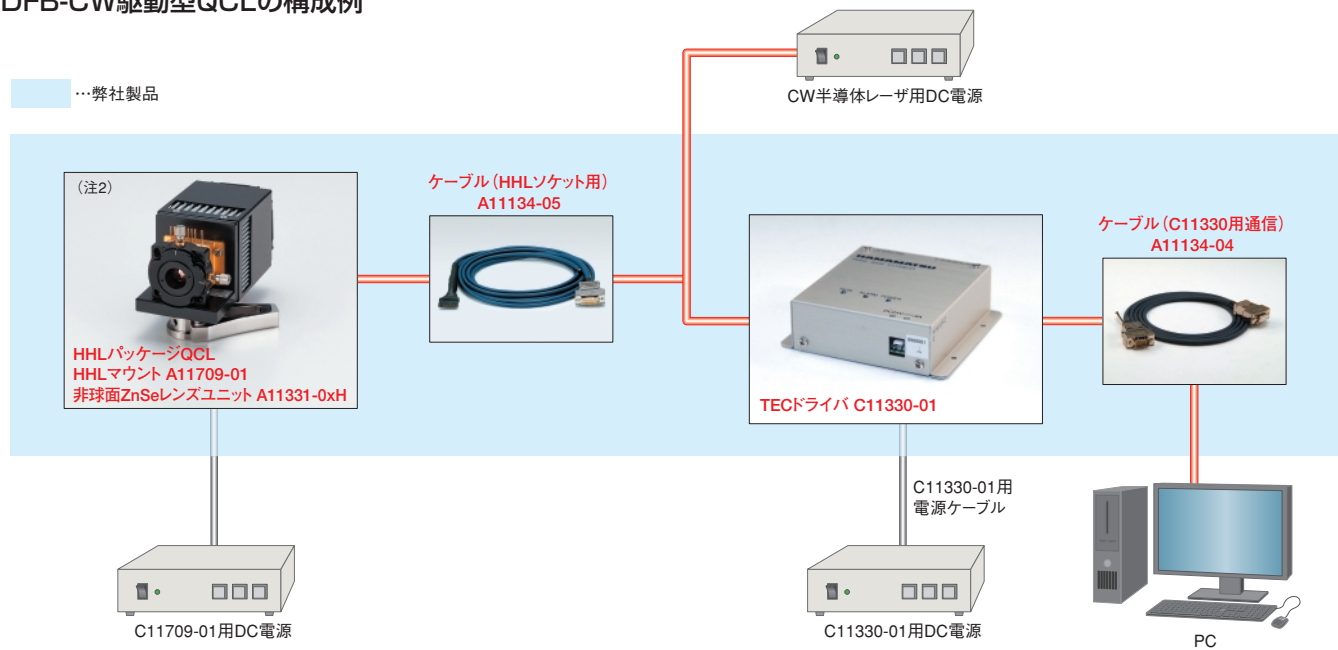 DFB-CW駆動型QCLの構成例
…弊社製品
CW半導体レーザ用DC電源
（注2）
HHLパッケージQCL
HHLマウント A11709-01
非球面ZnSeレンズユニット A11331-0xH
ケーブル（HHLソケット用）
A11134-05
HAMAMATSU
TECドライバ C11330-01
ケーブル（C11330用通信）
A11134-04
C11330-01用
電源ケーブル
C11709-01用DC電源
C11330-01用DC電源
PC